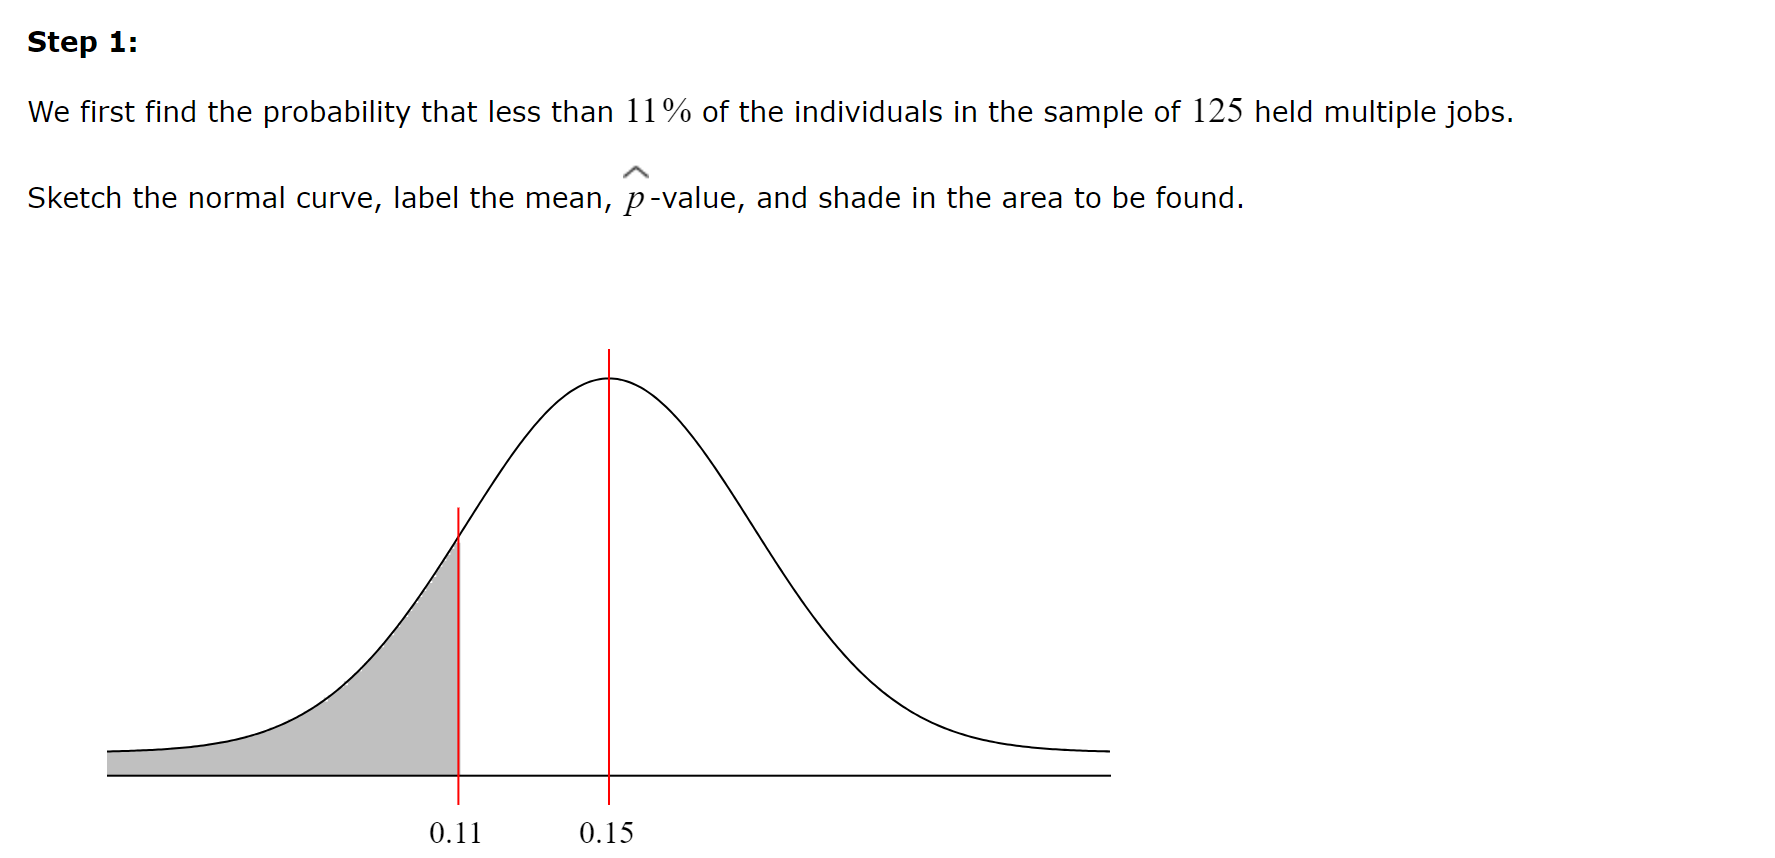 Step 1:
We first find the probability that less than 11% of the individuals in the sample of 125 held multiple jobs.
Sketch the normal curve, label the mean, p̂-value, and shade in the area to be found.
0.11 0.15